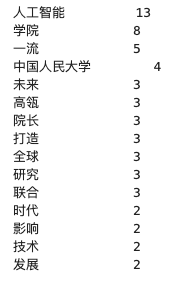 人工智能 13
学院 8
一流 5
中国人民大学 4
未来 3
高瓴 3
院长 3
打造 3
全球 3
研究 3
联合 3
时代 2
影响 2
技术 2
发展 2